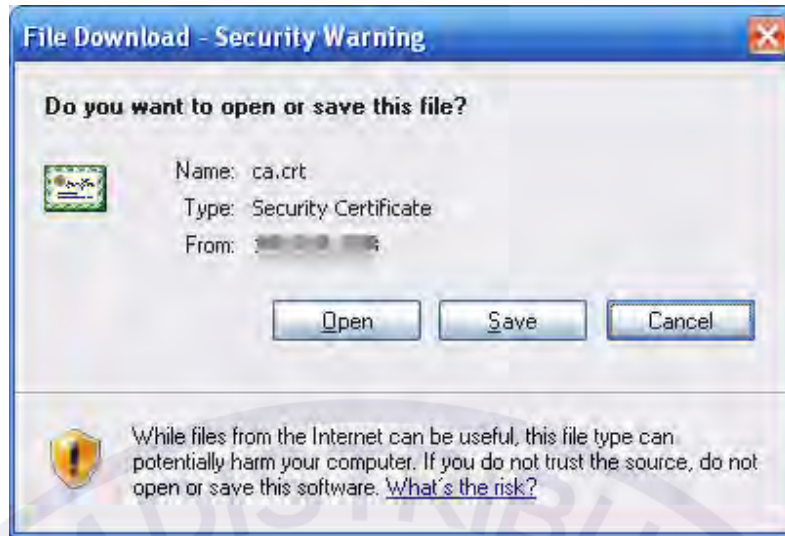 File Download - Security Warning
Do you want to open or save this file?
Name: ca.crt
Type: Security Certificate
From:
Open Save Cancel
While files from the Internet can be useful, this file type can
potentially harm your computer. If you do not trust the source, do not
open or save this software. What's the risk?